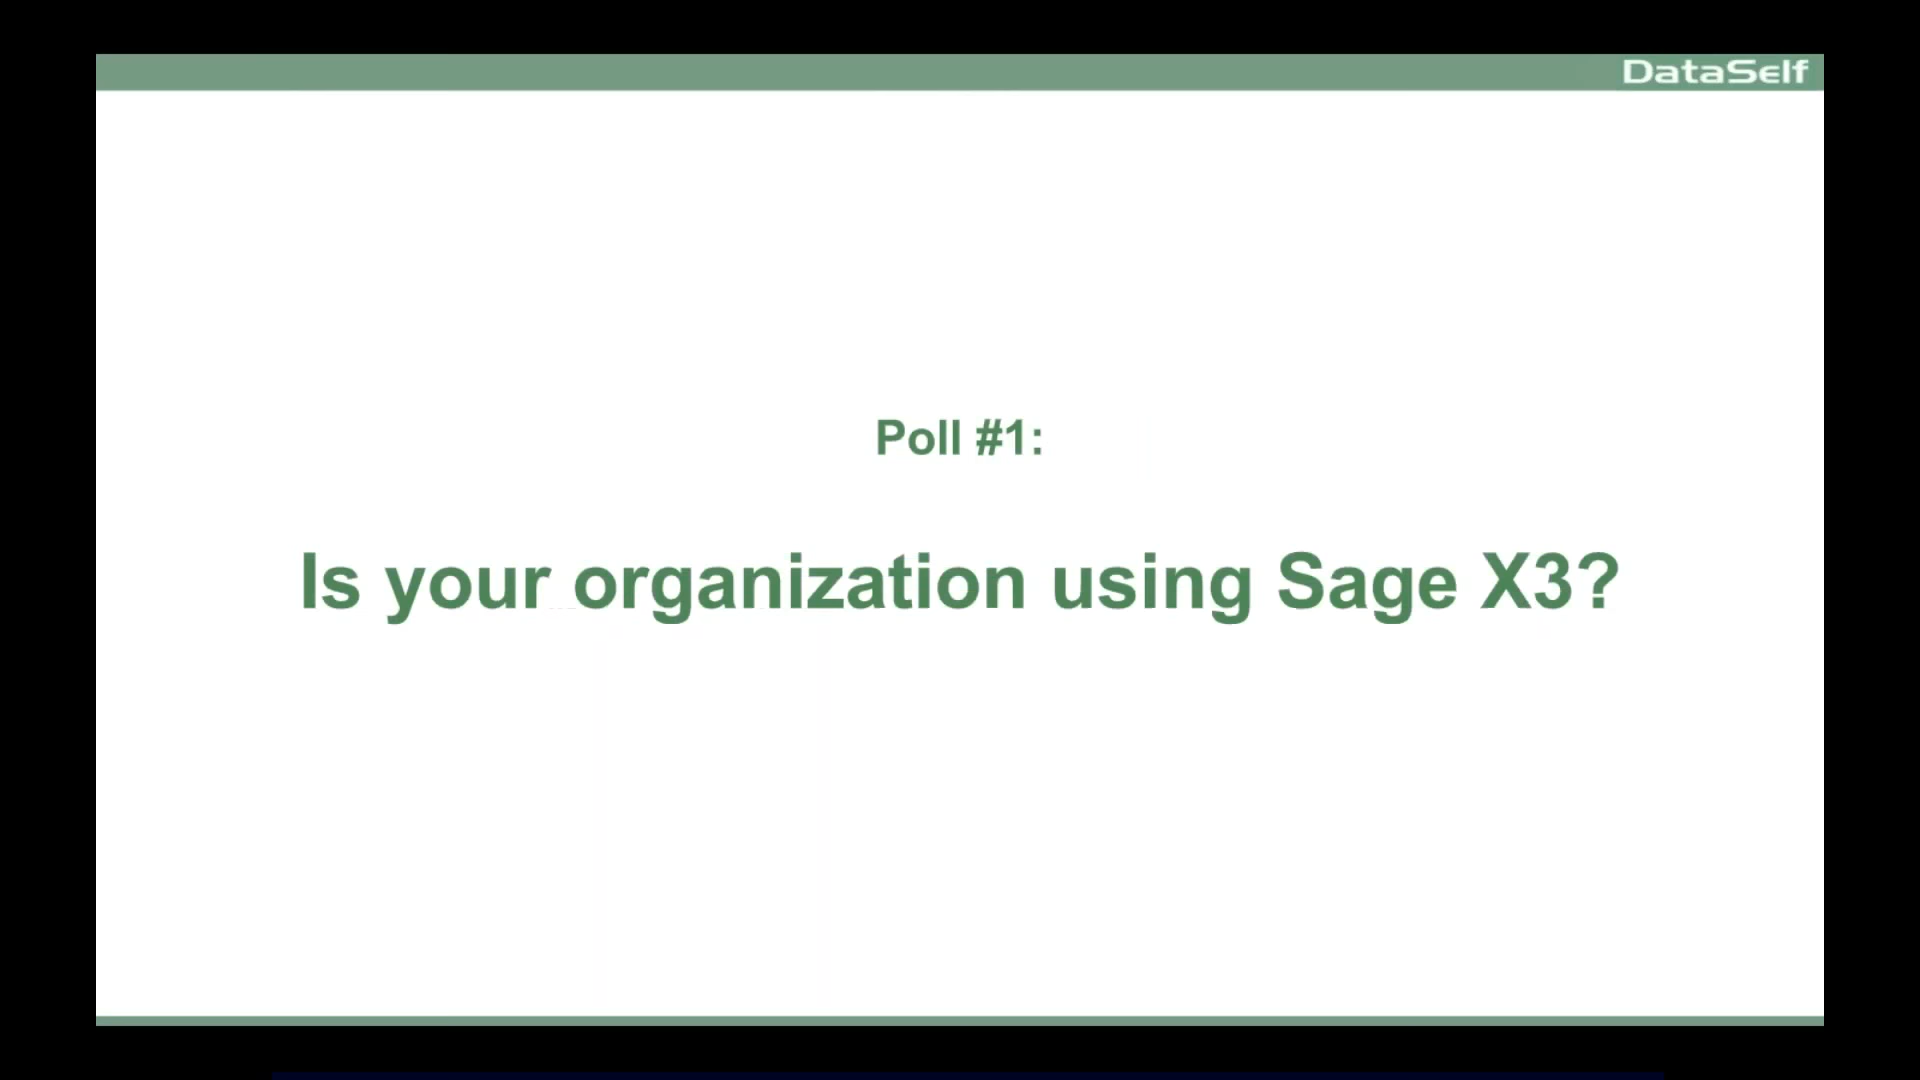 DataSelf
Poll #1:
Is your organization using Sage X3?